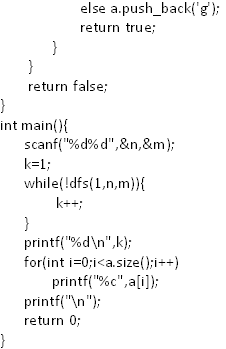 else a.push_back('g');
return true;
}
}
return false;
}
int main(){
scanf("%d%d",&n,&m);
k=1;
while(!dfs(1,n,m)){
k++;
}
printf("%d\n",k);
for(int i=0;i<a.size();i++)
printf("%c",a[i]);
printf("\n");
return 0;
}